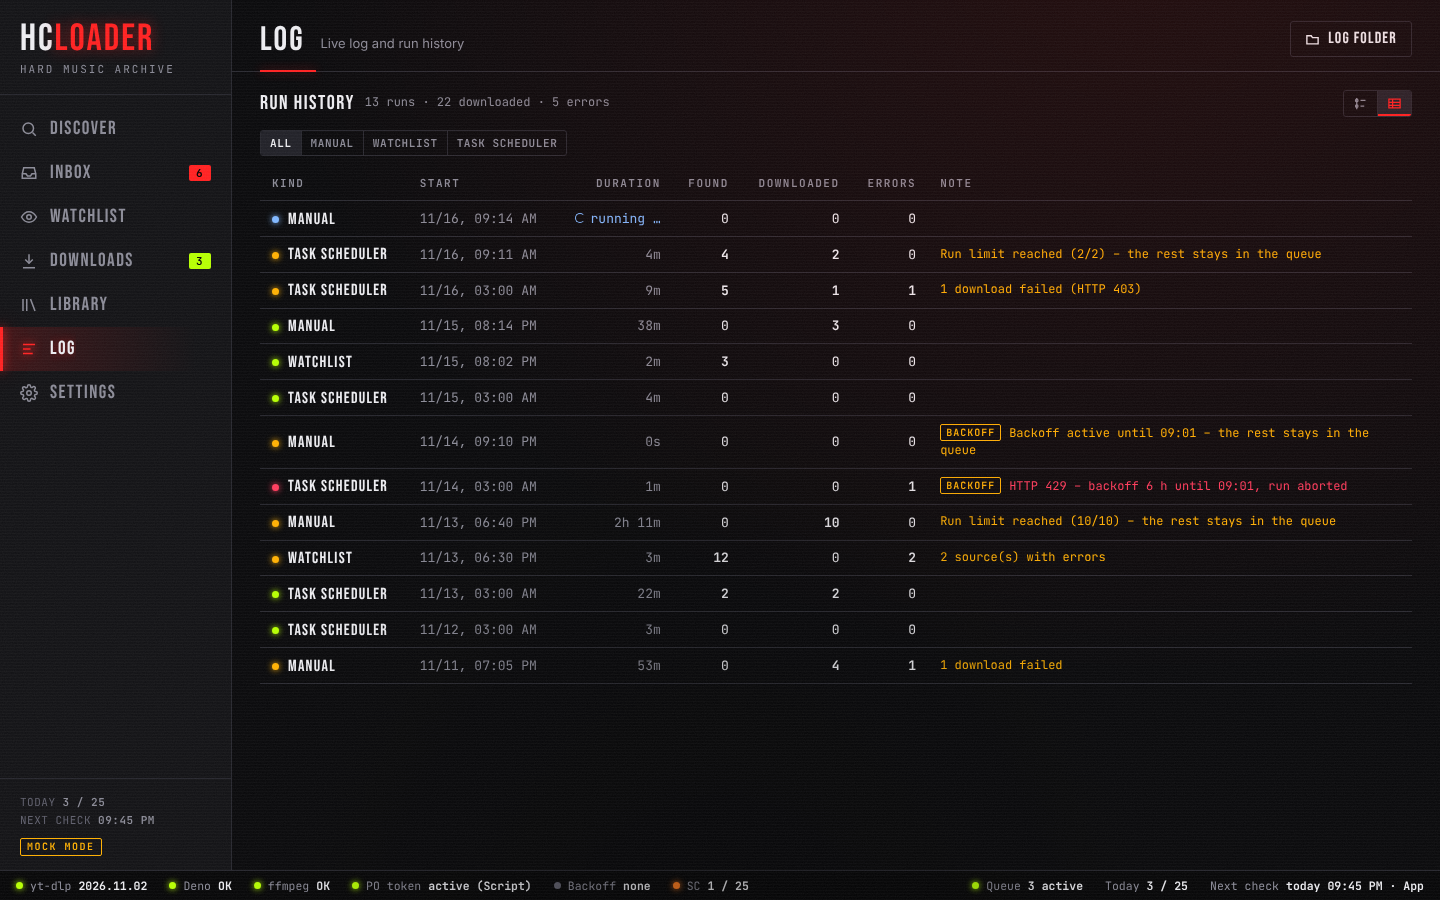 HCLOADER
HARD MUSIC ARCHIVE
DISCOVER
INBOX 6
WATCHLIST
DOWNLOADS 3
LIBRARY
LOG
SETTINGS
TODAY 3 / 25
NEXT CHECK 09:45 PM
MOCK MODE
LOG Live log and run history LOG FOLDER
RUN HISTORY 13 runs · 22 downloaded · 5 errors
ALL MANUAL WATCHLIST TASK SCHEDULER
KIND START DURATION FOUND DOWNLOADED ERRORS NOTE
MANUAL 11/16, 09:14 AM running … 0 0 0
TASK SCHEDULER 11/16, 09:11 AM 4m 4 2 0 Run limit reached (2/2) – the rest stays in the queue
TASK SCHEDULER 11/16, 03:00 AM 9m 5 1 1 1 download failed (HTTP 403)
MANUAL 11/15, 08:14 PM 38m 0 3 0
WATCHLIST 11/15, 08:02 PM 2m 3 0 0
TASK SCHEDULER 11/15, 03:00 AM 4m 0 0 0
MANUAL 11/14, 09:10 PM 0s 0 0 0 BACKOFF Backoff active until 09:01 – the rest stays in the
queue
TASK SCHEDULER 11/14, 03:00 AM 1m 0 0 1 BACKOFF HTTP 429 – backoff 6 h until 09:01, run aborted
MANUAL 11/13, 06:40 PM 2h 11m 0 10 0 Run limit reached (10/10) – the rest stays in the queue
WATCHLIST 11/13, 06:30 PM 3m 12 0 2 2 source(s) with errors
TASK SCHEDULER 11/13, 03:00 AM 22m 2 2 0
TASK SCHEDULER 11/12, 03:00 AM 3m 0 0 0
MANUAL 11/11, 07:05 PM 53m 0 4 1 1 download failed
yt-dlp 2026.11.02 Deno OK ffmpeg OK PO token active (Script) Backoff none SC 1 / 25 Queue 3 active Today 3 / 25 Next check today 09:45 PM · App